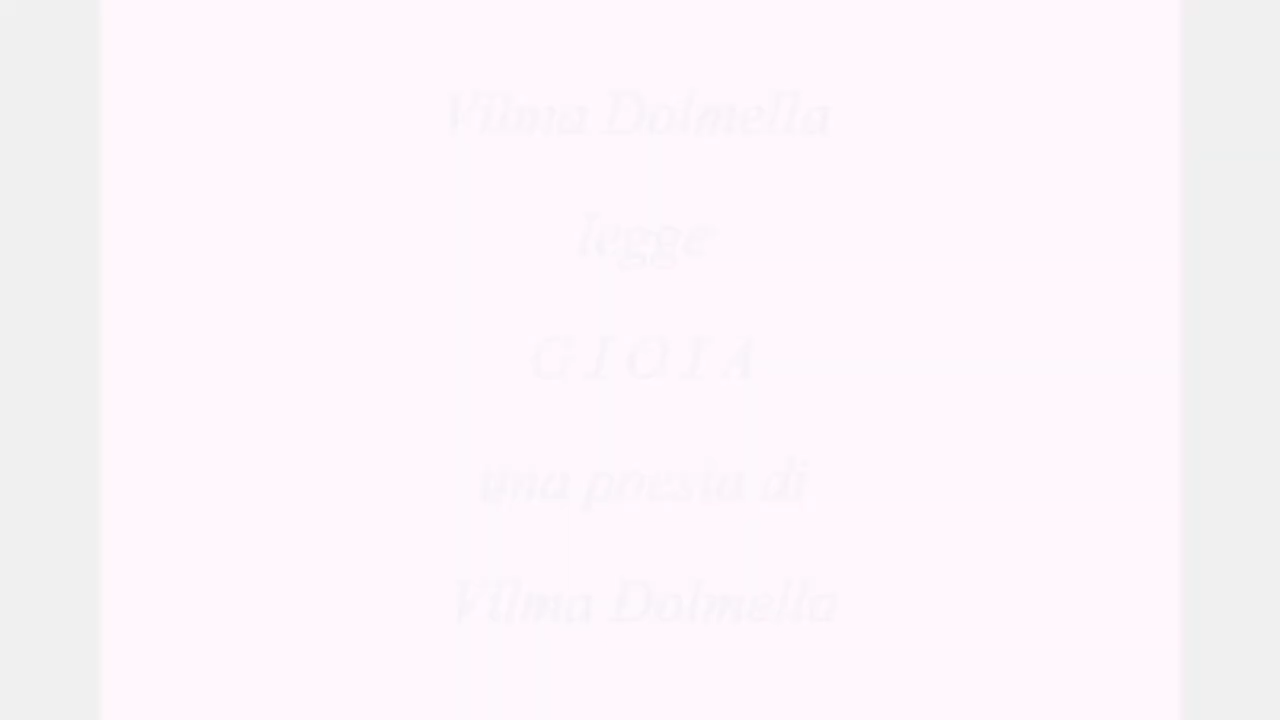 Vilma Dolmella
legge
G I O I A
una poesia di
Vilma Dolmella